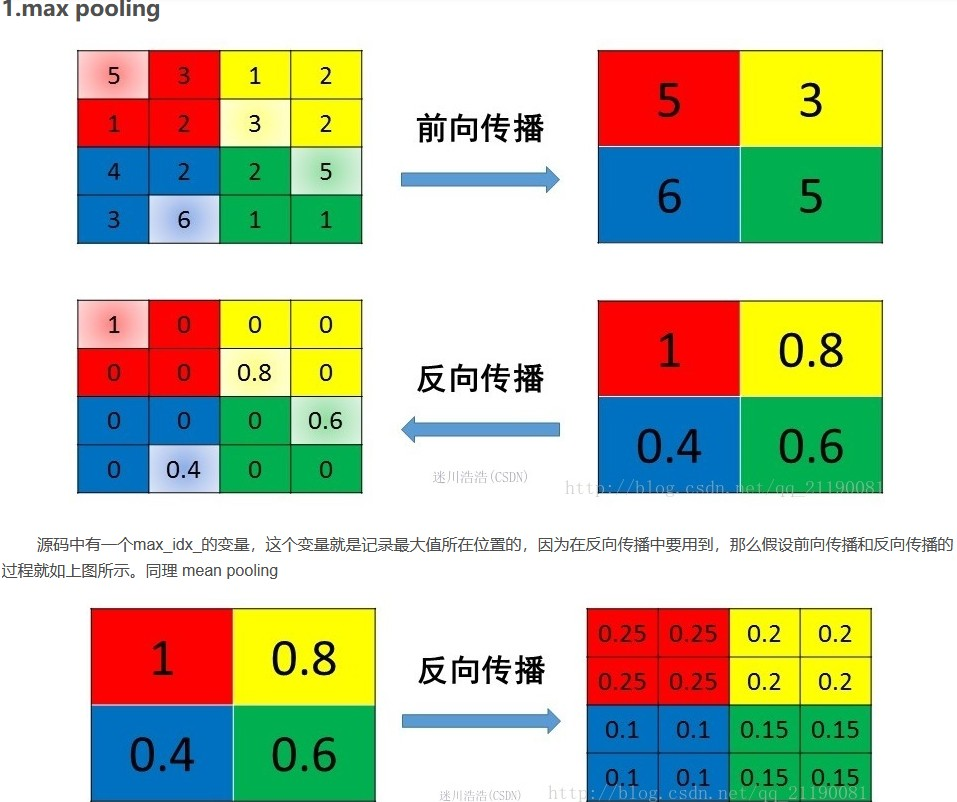 1.max pooling
5 3 1 2
1 2 3 2
4 2 2 5
3 6 1 1
前向传播
5 3
6 5
1 0 0 0
0 0 0.8 0
0 0 0 0.6
0 0.4 0 0
反向传播
迷川浩浩(CSDN)
1 0.8
0.4 0.6
http://blog.csdn.net/qq_21190081
源码中有一个max_idx_的变量，这个变量就是记录最大值所在位置的，因为在反向传播中要用到，那么假设前向传播和反向传播的
过程就如上图所示。同理 mean pooling
1 0.8
0.4 0.6
反向传播
迷川浩浩(CSDN)
0.25 0.25 0.2 0.2
0.25 0.25 0.2 0.2
0.1 0.1 0.15 0.15
0.1 0.1 0.15 0.15
http://blog.csdn.net/qq_21190081